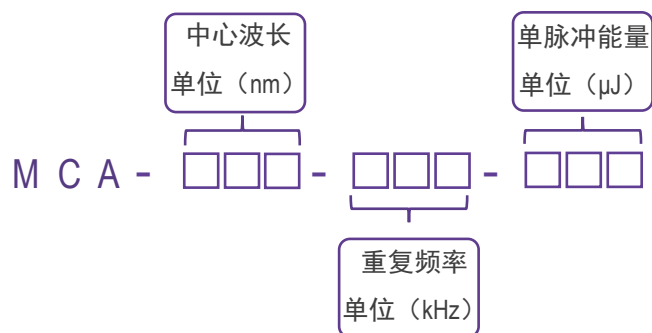 中心波长
单位（nm）
单脉冲能量
单位（µJ）
MCA-□□□-□□□-□□□
重复频率
单位（kHz）